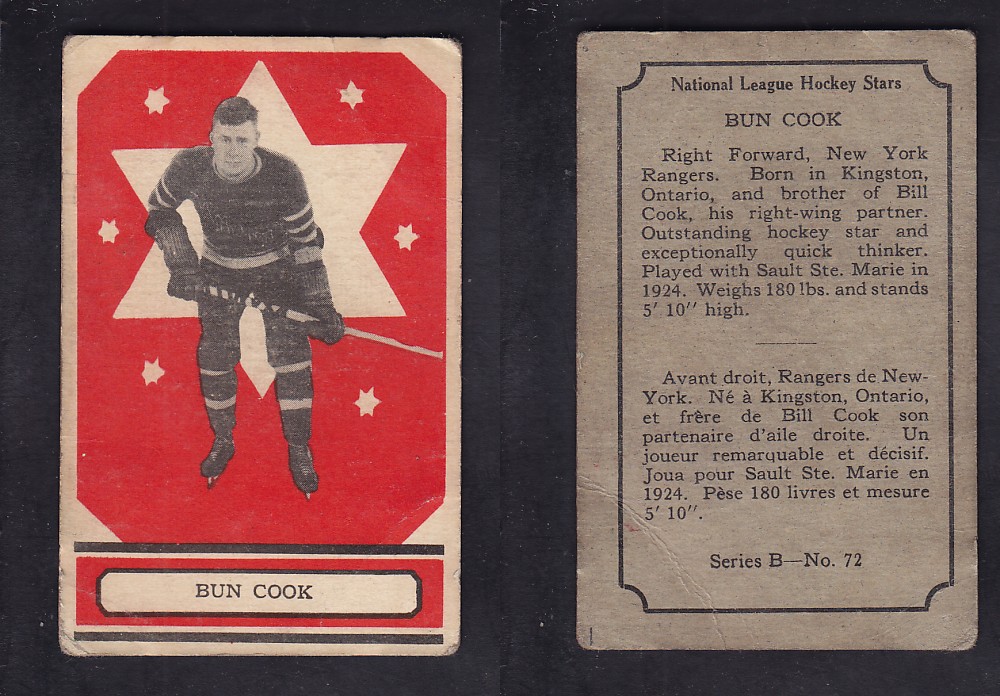 BUN COOK
National League Hockey Stars
BUN COOK
Right Forward, New York
Rangers. Born in Kingston,
Ontario, and brother of Bill
Cook, his right-wing partner.
Outstanding hockey star and
exceptionally quick thinker.
Played with Sault Ste. Marie in
1924. Weighs 180 lbs. and stands
5' 10" high.
Avant droit, Rangers de New-
York. Né à Kingston, Ontario,
et frère de Bill Cook son
partenaire d'aile droite. Un
joueur remarquable et décisif.
Joua pour Sault Ste. Marie en
1924. Pèse 180 livres et mesure
5' 10".
Series B—No. 72